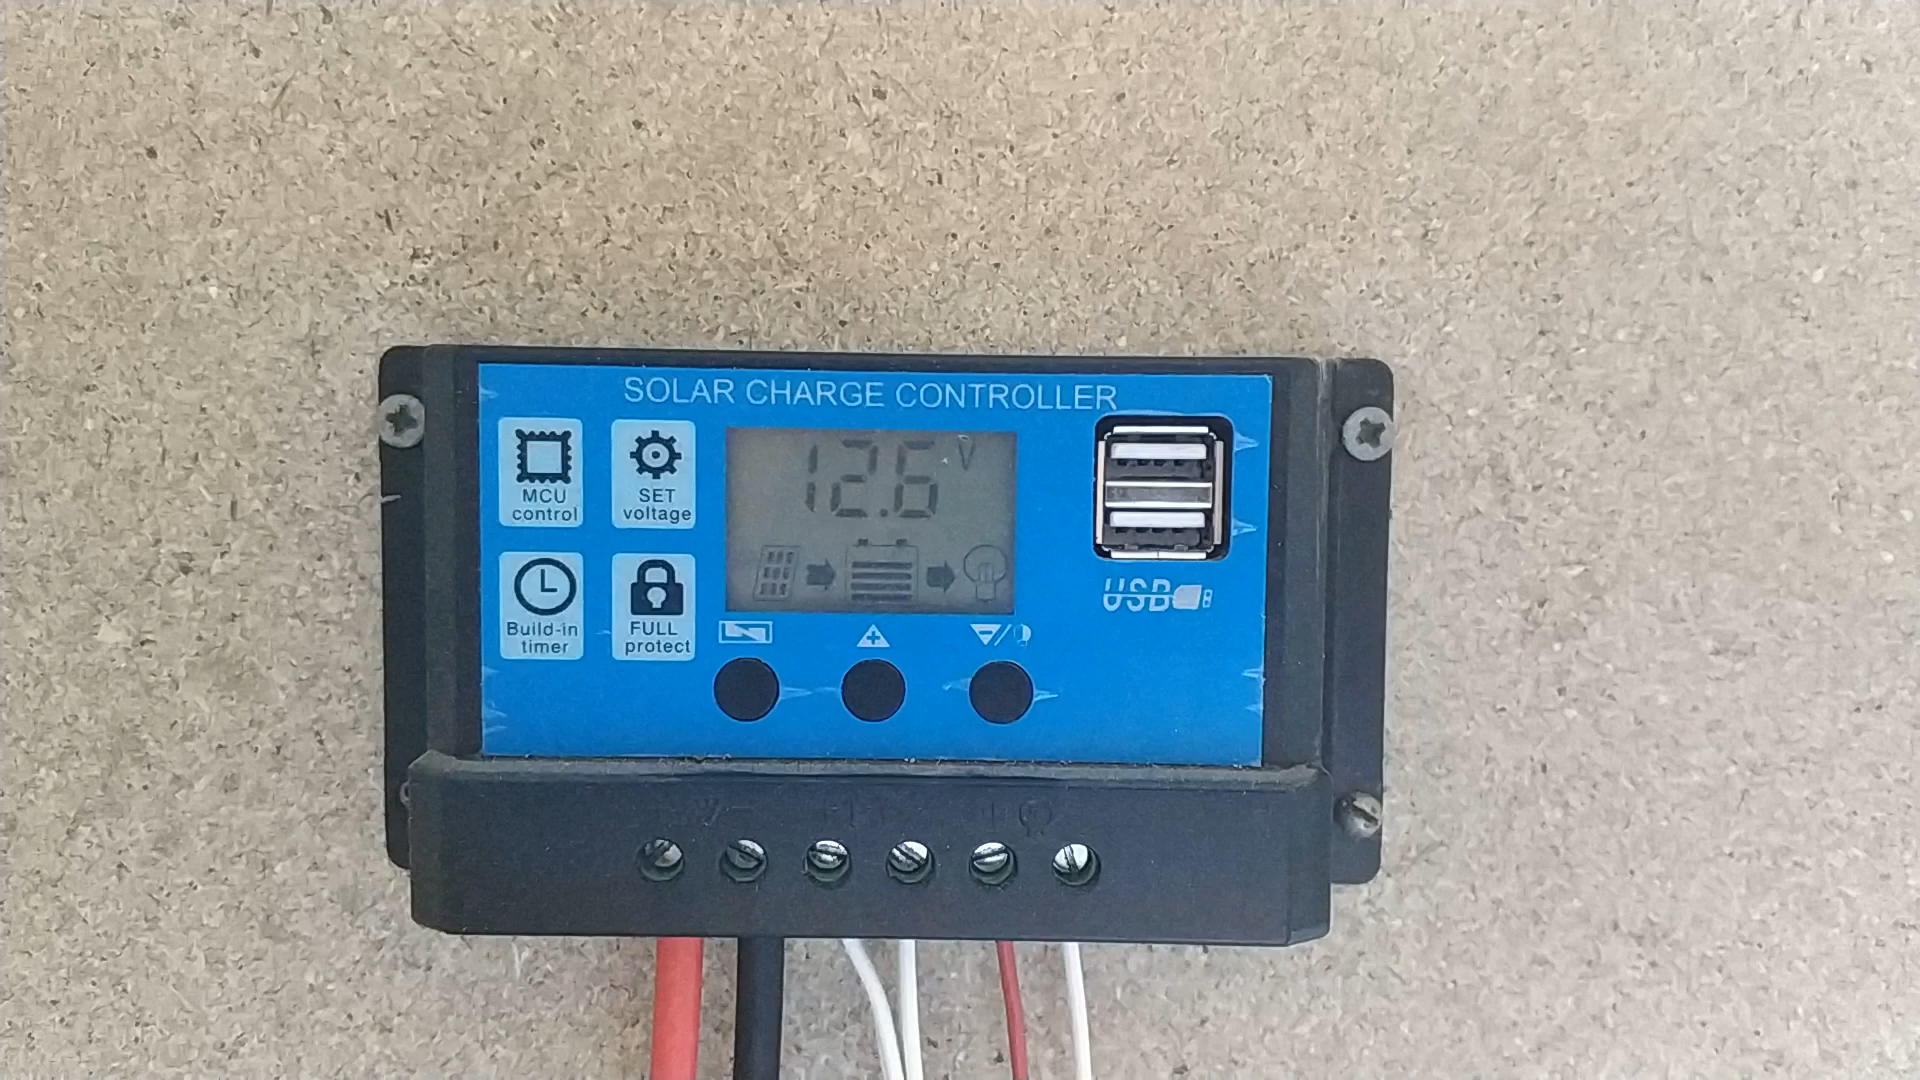 SOLAR CHARGE CONTROLLER
MCU
control
SET
voltage
12.6 V
Build-in
timer
FULL
protect
USB